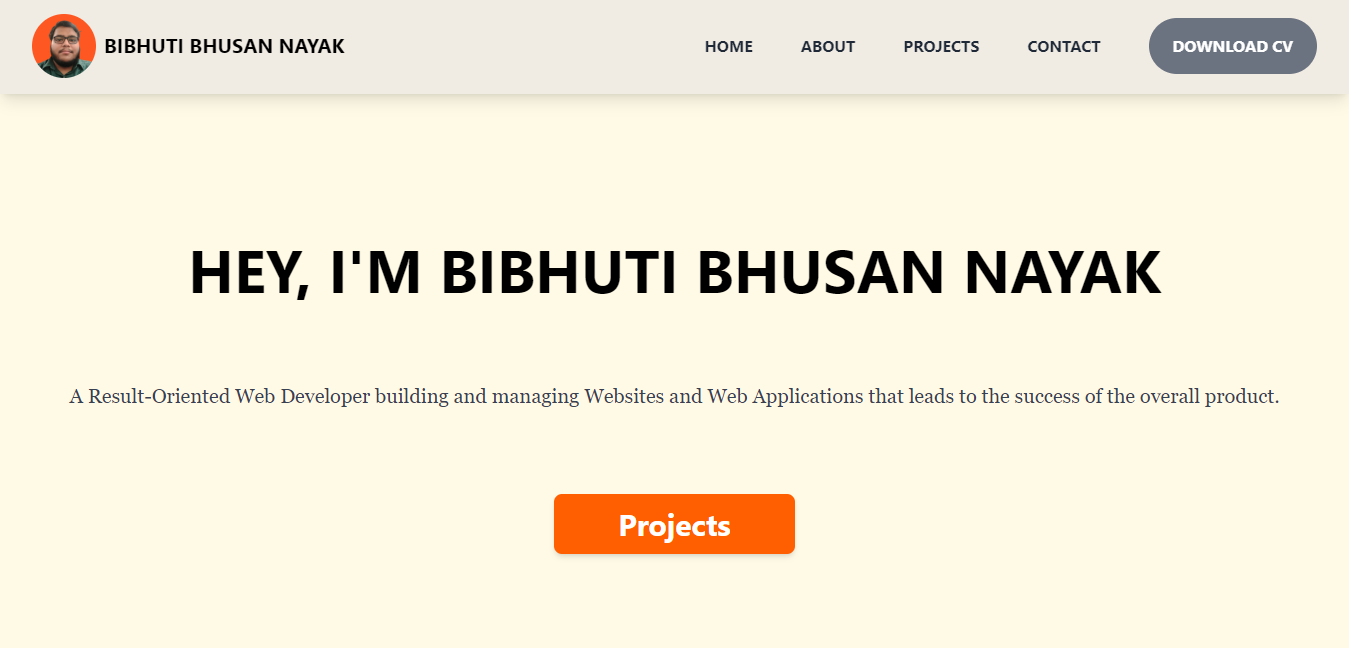 BIBHUTI BHUSAN NAYAK
HOME
ABOUT
PROJECTS
CONTACT
DOWNLOAD CV
HEY, I'M BIBHUTI BHUSAN NAYAK
A Result-Oriented Web Developer building and managing Websites and Web Applications that leads to the success of the overall product.
Projects